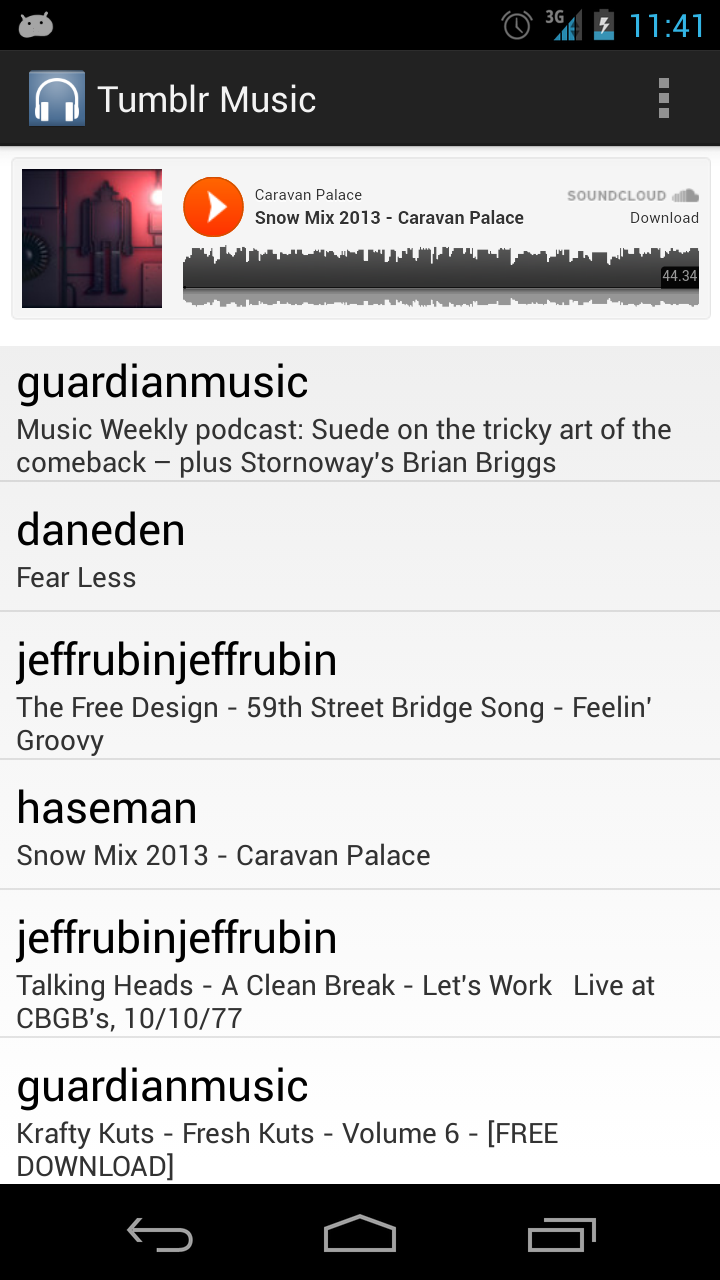 3G 11:41
Tumblr Music
Caravan Palace
SOUNDCLOUD
Snow Mix 2013 - Caravan Palace
Download
44.34
guardianmusic
Music Weekly podcast: Suede on the tricky art of the
comeback – plus Stornoway's Brian Briggs
daneden
Fear Less
jeffrubinjeffrubin
The Free Design - 59th Street Bridge Song - Feelin'
Groovy
haseman
Snow Mix 2013 - Caravan Palace
jeffrubinjeffrubin
Talking Heads - A Clean Break - Let's Work   Live at
CBGB's, 10/10/77
guardianmusic
Krafty Kuts - Fresh Kuts - Volume 6 - [FREE
DOWNLOAD]